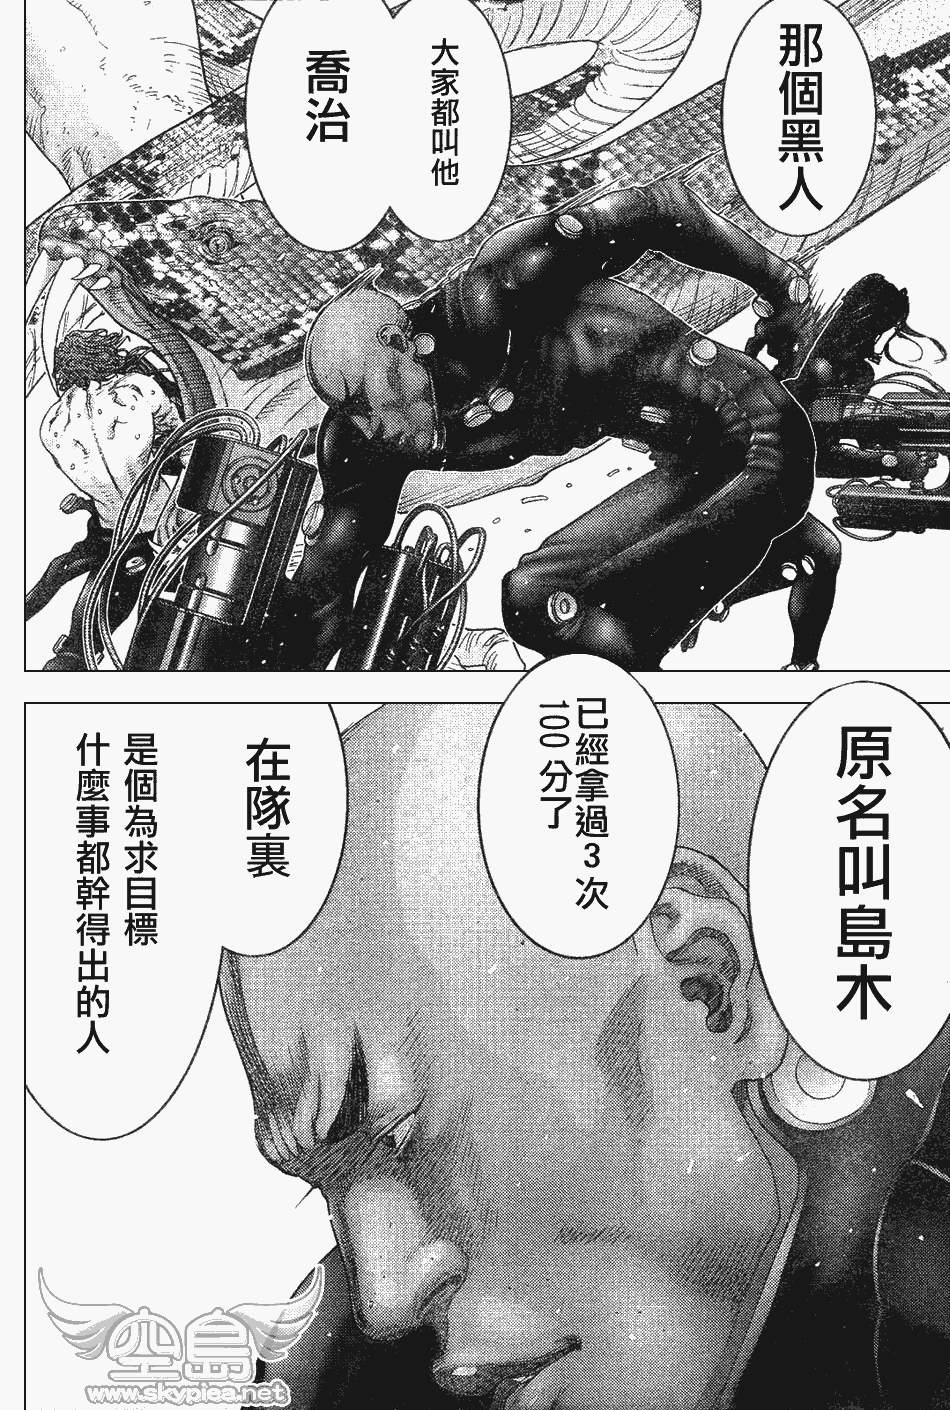 那個黑人
大家都叫他
喬治
原名叫島木
已經拿過3次
100分了
在隊裏
是個為求目標
什麼事都幹得出的人
空島
www.skypiea.net